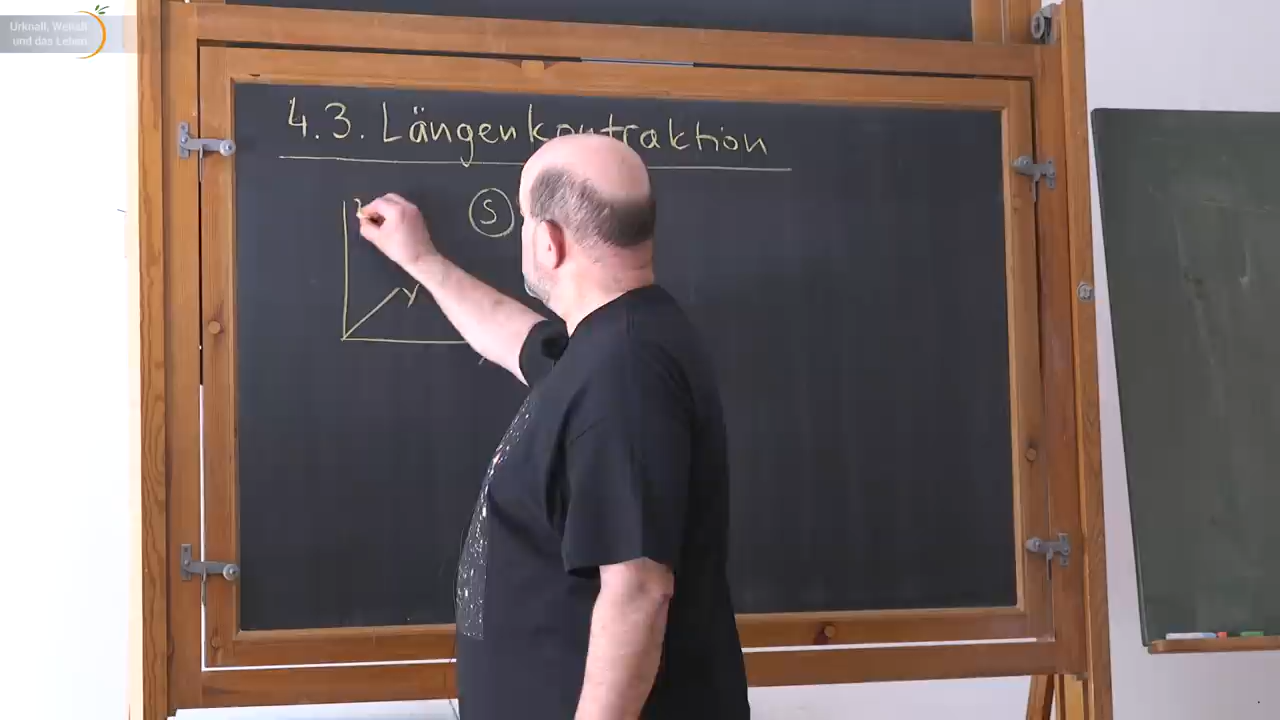 Urknall, Weltall
und das Leben
4.3. Längenkontraktion
S
y